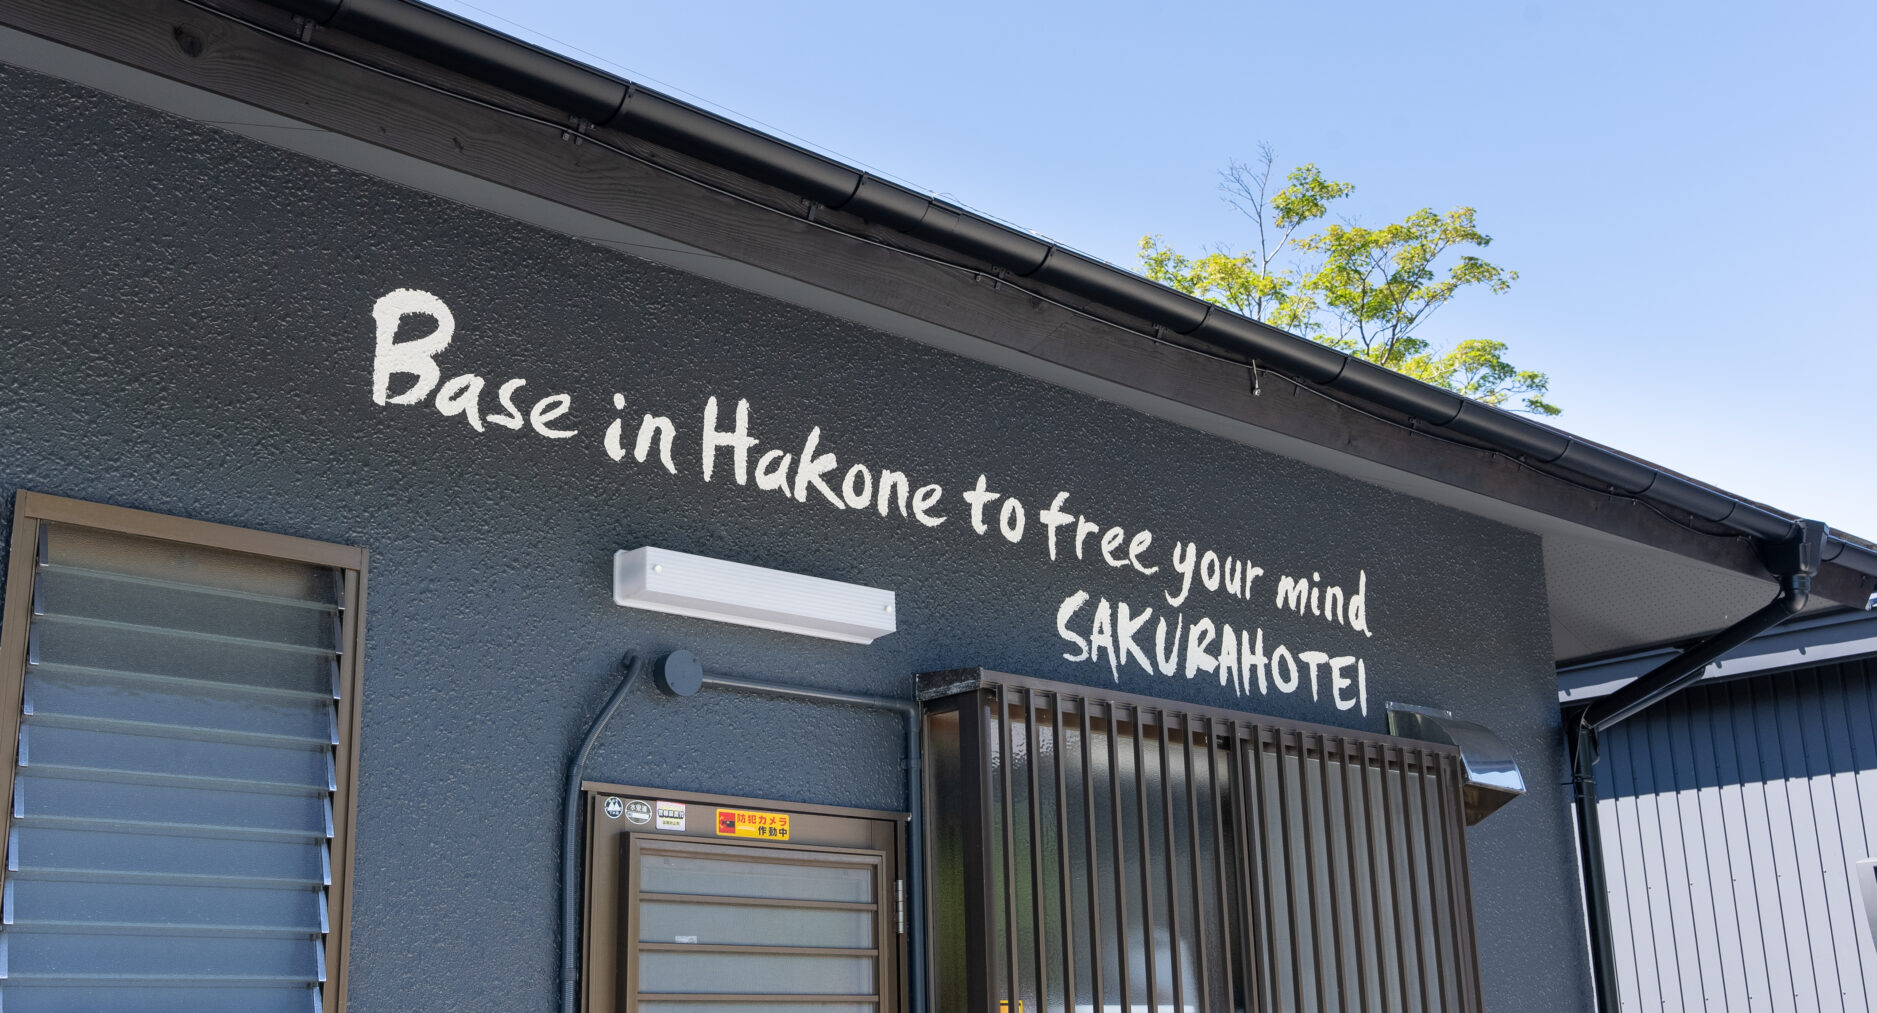 Base in Hakone to free your mind
SAKURAHOTEI
防犯カメラ
作動中